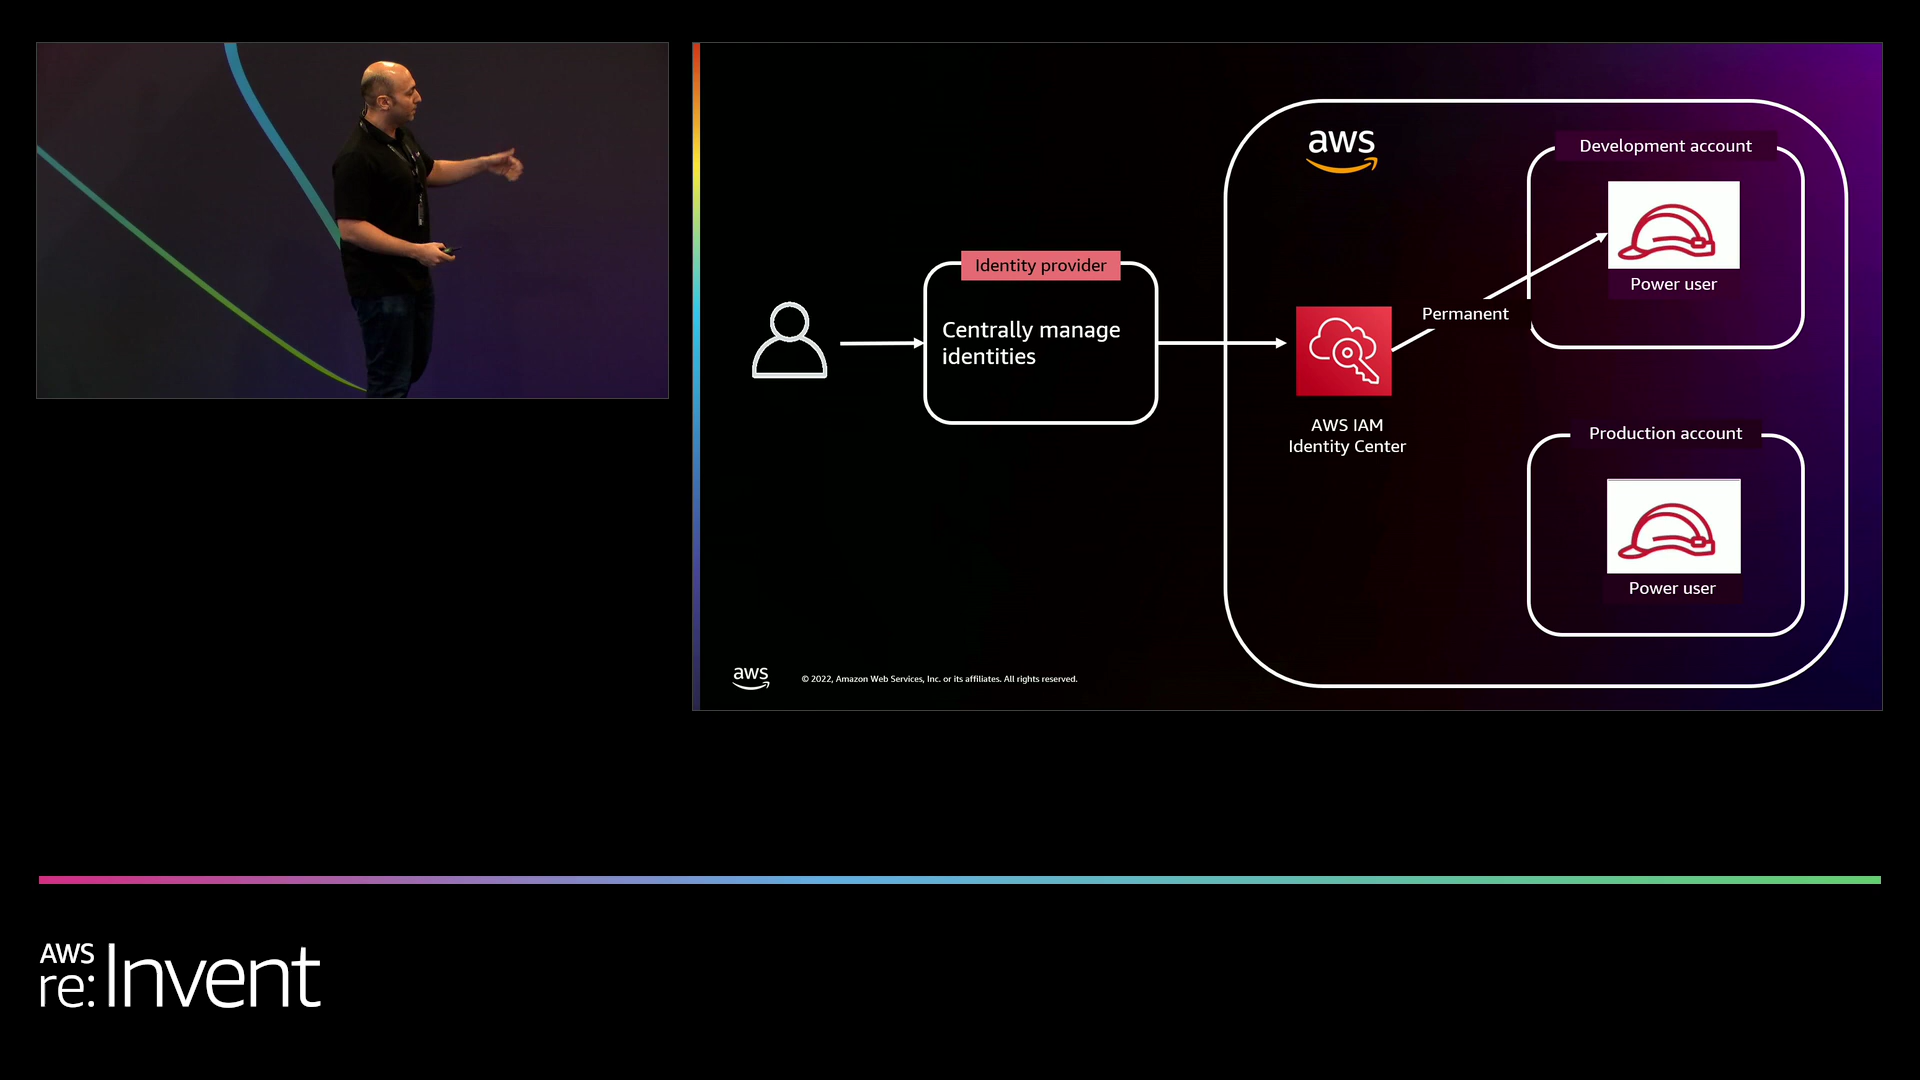 aws
Development account
Power user
Identity provider
Centrally manage
identities
Permanent
AWS IAM
Identity Center
Production account
Power user
aws
© 2022, Amazon Web Services, Inc. or its affiliates. All rights reserved.
AWS
re:Invent